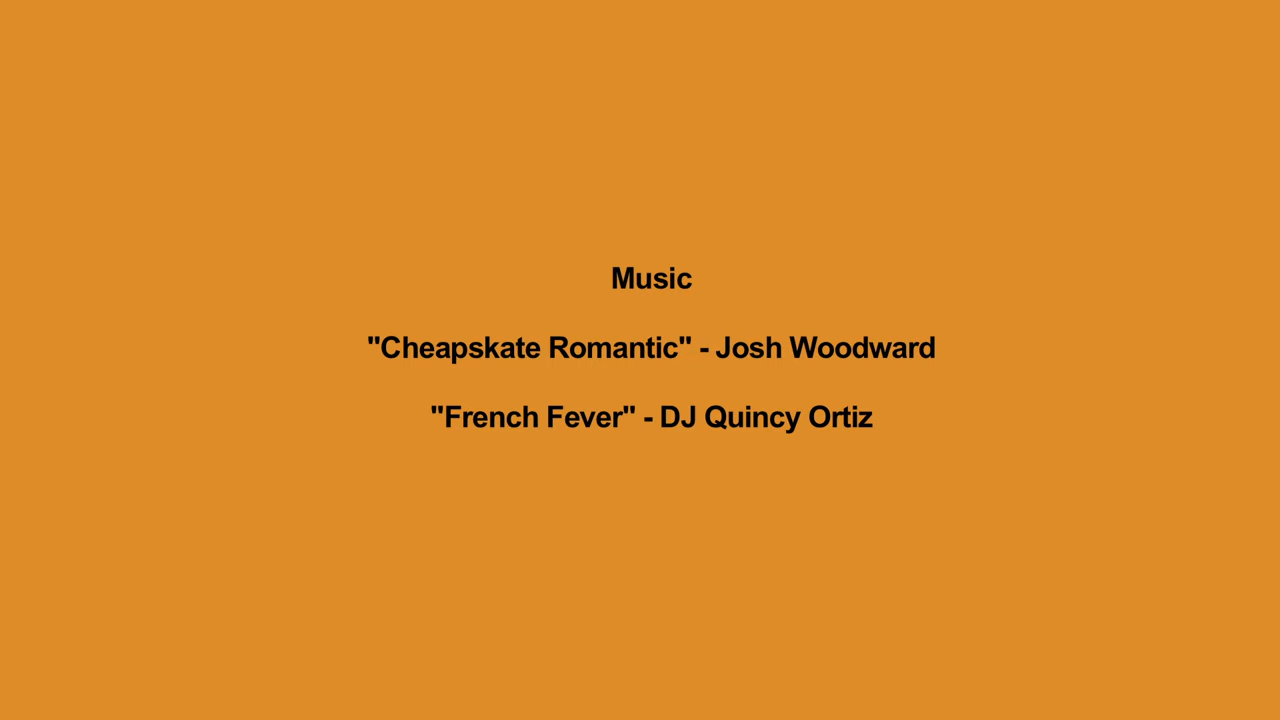 Music
"Cheapskate Romantic" - Josh Woodward
"French Fever" - DJ Quincy Ortiz